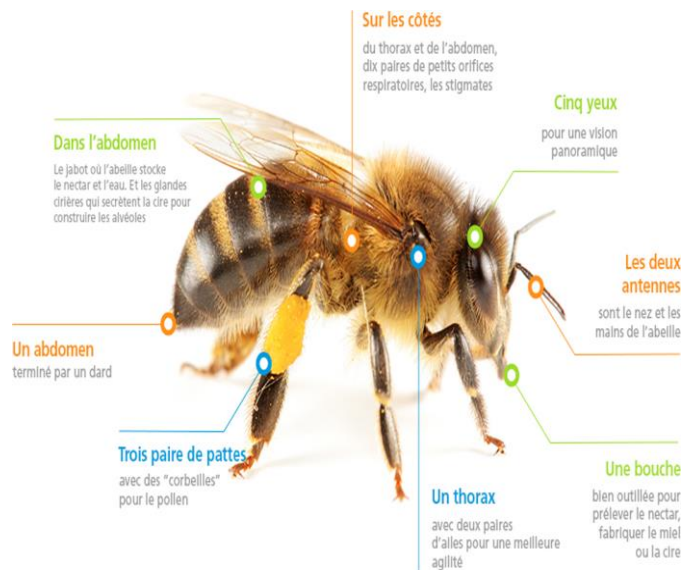 Sur les côtés
du thorax et de l'abdomen,
dix paires de petits orifices
respiratoires, les stigmates
Cinq yeux
pour une vision
panoramique
Dans l'abdomen
Le jabot où l'abeille stocke
le nectar et l'eau. Et les glandes
cirières qui secrètent la cire pour
construire les alvéoles
Les deux
antennes
sont le nez et les
mains de l'abeille
Un abdomen
terminé par un dard
Trois paire de pattes
avec des "corbeilles"
pour le pollen
Un thorax
avec deux paires
d'ailes pour une meilleure
agilité
Une bouche
bien outillée pour
prélever le nectar,
fabriquer le miel
ou la cire